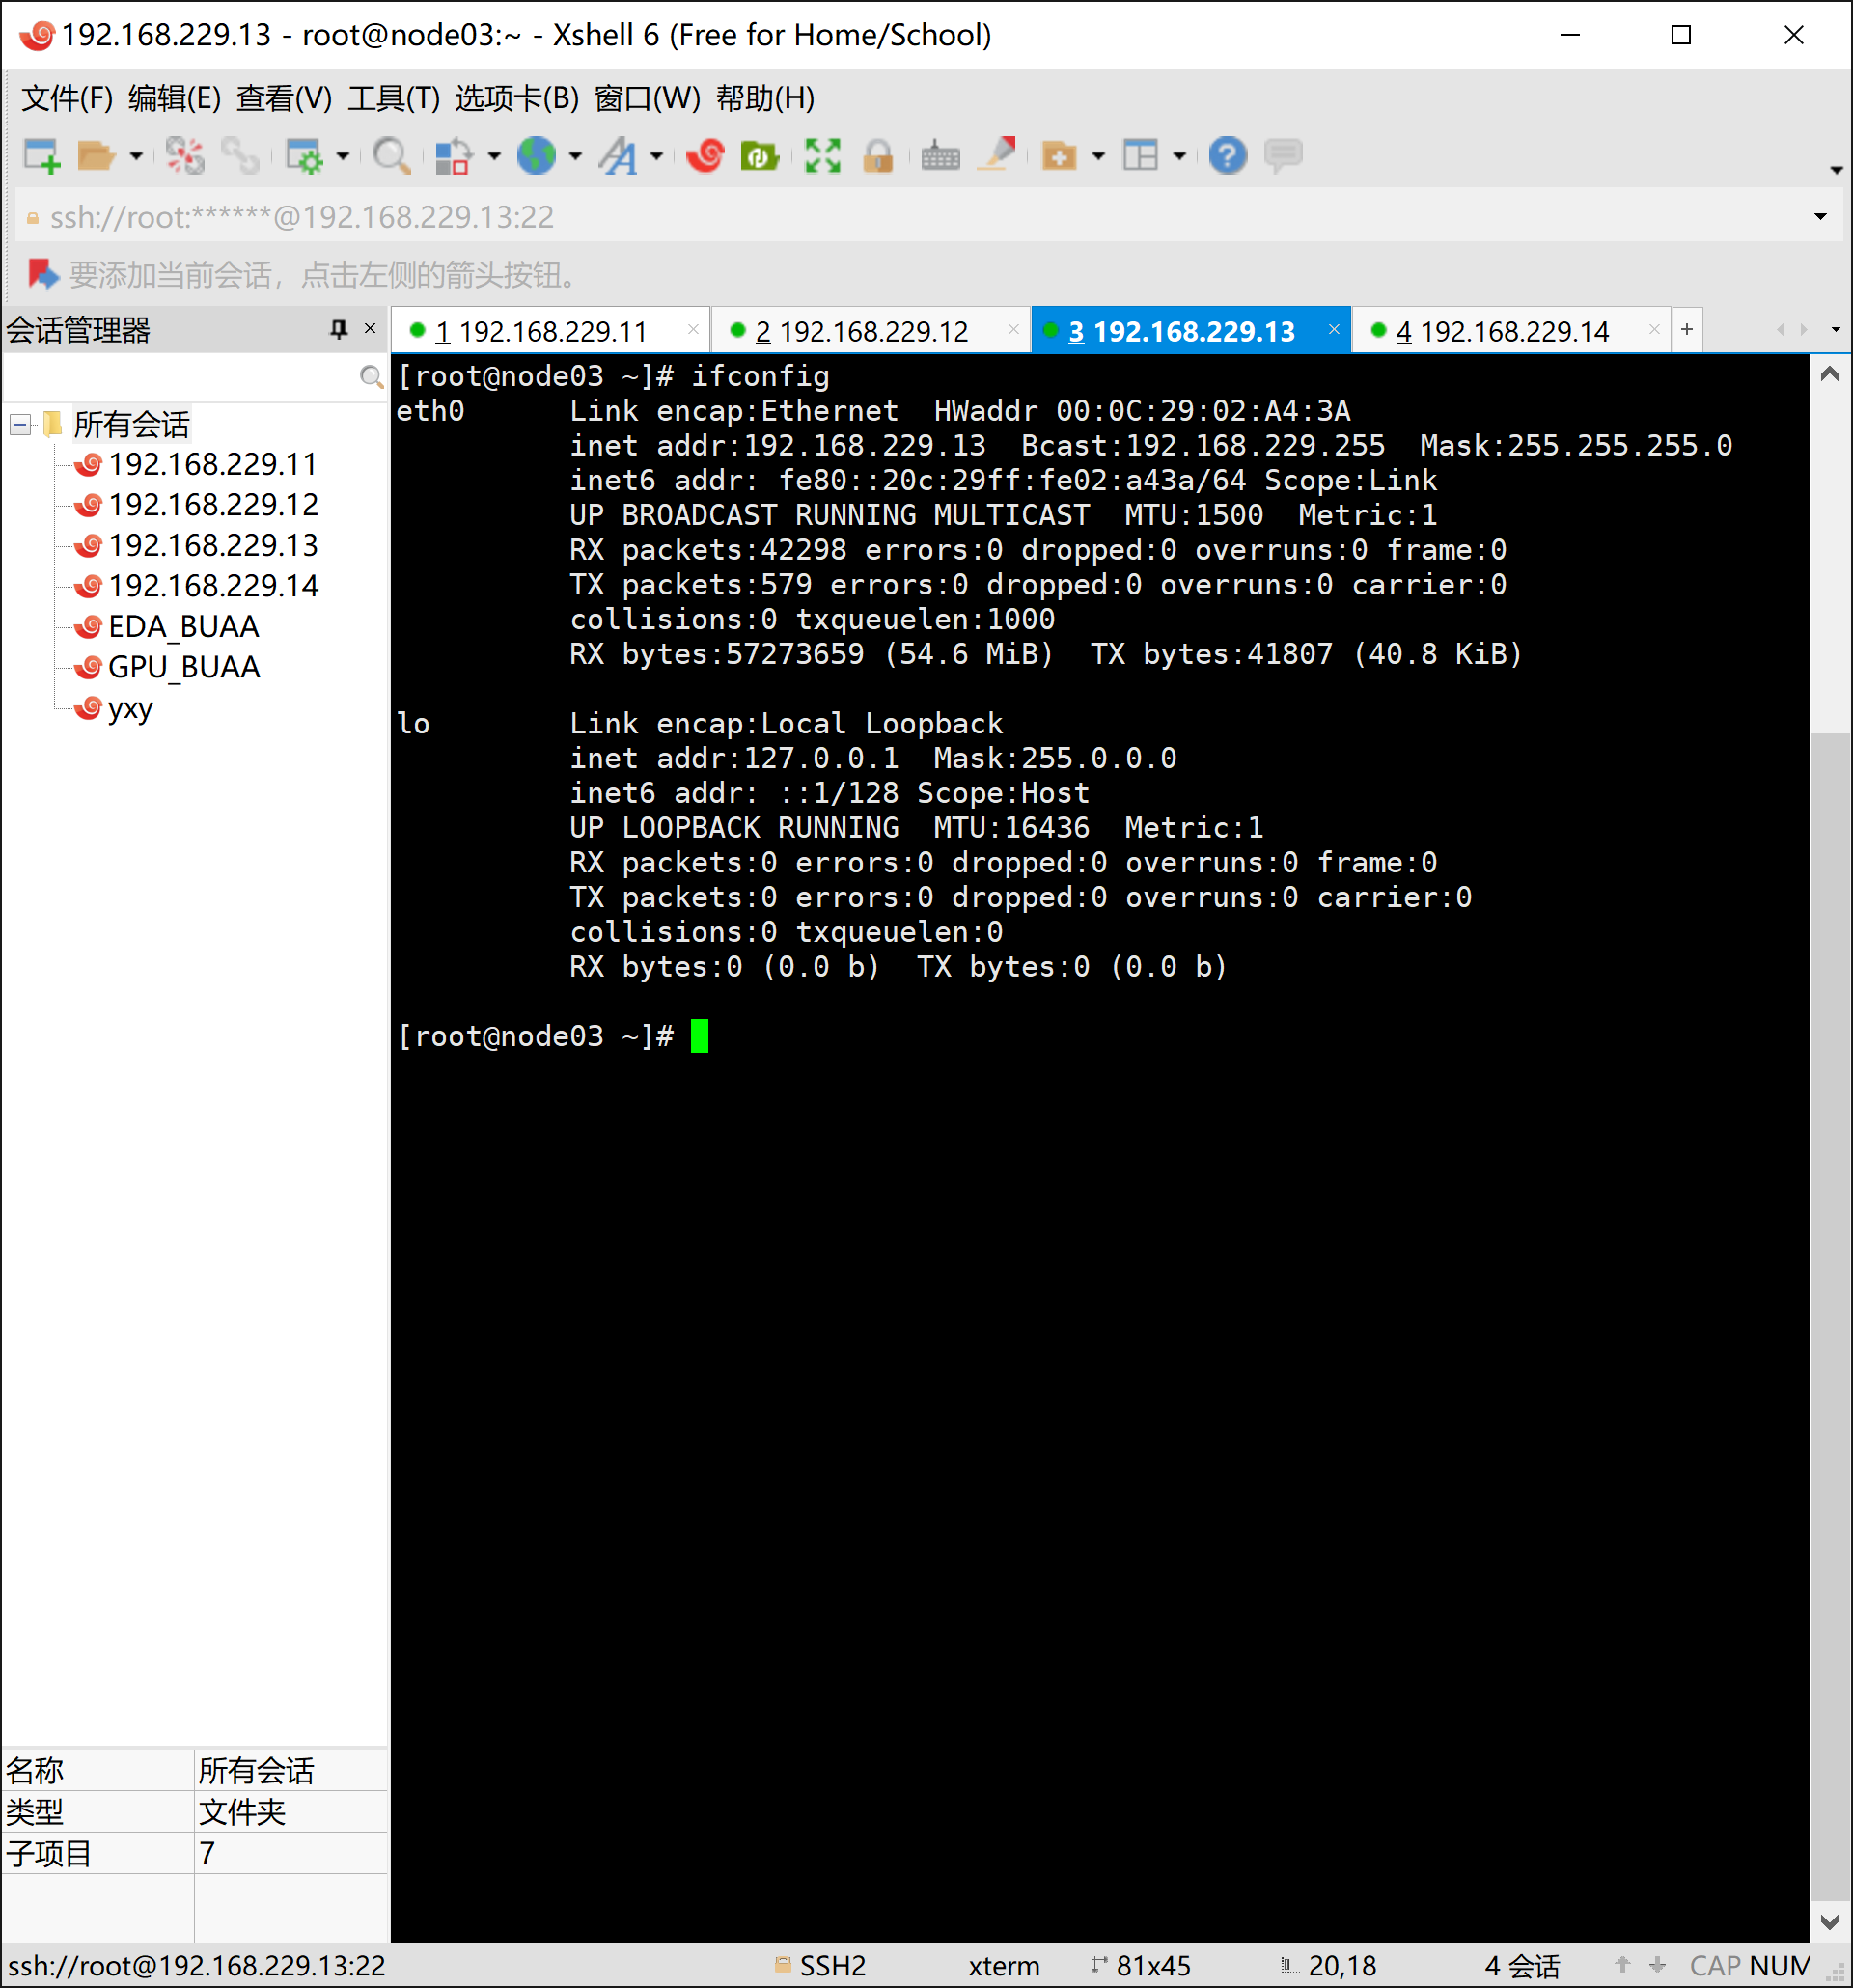 192.168.229.13 - root@node03:~ - Xshell 6 (Free for Home/School)
文件(F) 编辑(E) 查看(V) 工具(T) 选项卡(B) 窗口(W) 帮助(H)
ssh://root:******@192.168.229.13:22
要添加当前会话，点击左侧的箭头按钮。
会话管理器
1 192.168.229.11
2 192.168.229.12
3 192.168.229.13
4 192.168.229.14
所有会话
192.168.229.11
192.168.229.12
192.168.229.13
192.168.229.14
EDA_BUAA
GPU_BUAA
yxy
[root@node03 ~]# ifconfig
eth0      Link encap:Ethernet  HWaddr 00:0C:29:02:A4:3A
          inet addr:192.168.229.13  Bcast:192.168.229.255  Mask:255.255.255.0
          inet6 addr: fe80::20c:29ff:fe02:a43a/64 Scope:Link
          UP BROADCAST RUNNING MULTICAST  MTU:1500  Metric:1
          RX packets:42298 errors:0 dropped:0 overruns:0 frame:0
          TX packets:579 errors:0 dropped:0 overruns:0 carrier:0
          collisions:0 txqueuelen:1000
          RX bytes:57273659 (54.6 MiB)  TX bytes:41807 (40.8 KiB)
lo        Link encap:Local Loopback
          inet addr:127.0.0.1  Mask:255.0.0.0
          inet6 addr: ::1/128 Scope:Host
          UP LOOPBACK RUNNING  MTU:16436  Metric:1
          RX packets:0 errors:0 dropped:0 overruns:0 frame:0
          TX packets:0 errors:0 dropped:0 overruns:0 carrier:0
          collisions:0 txqueuelen:0
          RX bytes:0 (0.0 b)  TX bytes:0 (0.0 b)
[root@node03 ~]#
名称 所有会话
类型 文件夹
子项目 7
ssh://root@192.168.229.13:22 SSH2 xterm 81x45 20,18 4 会话 CAP NUM